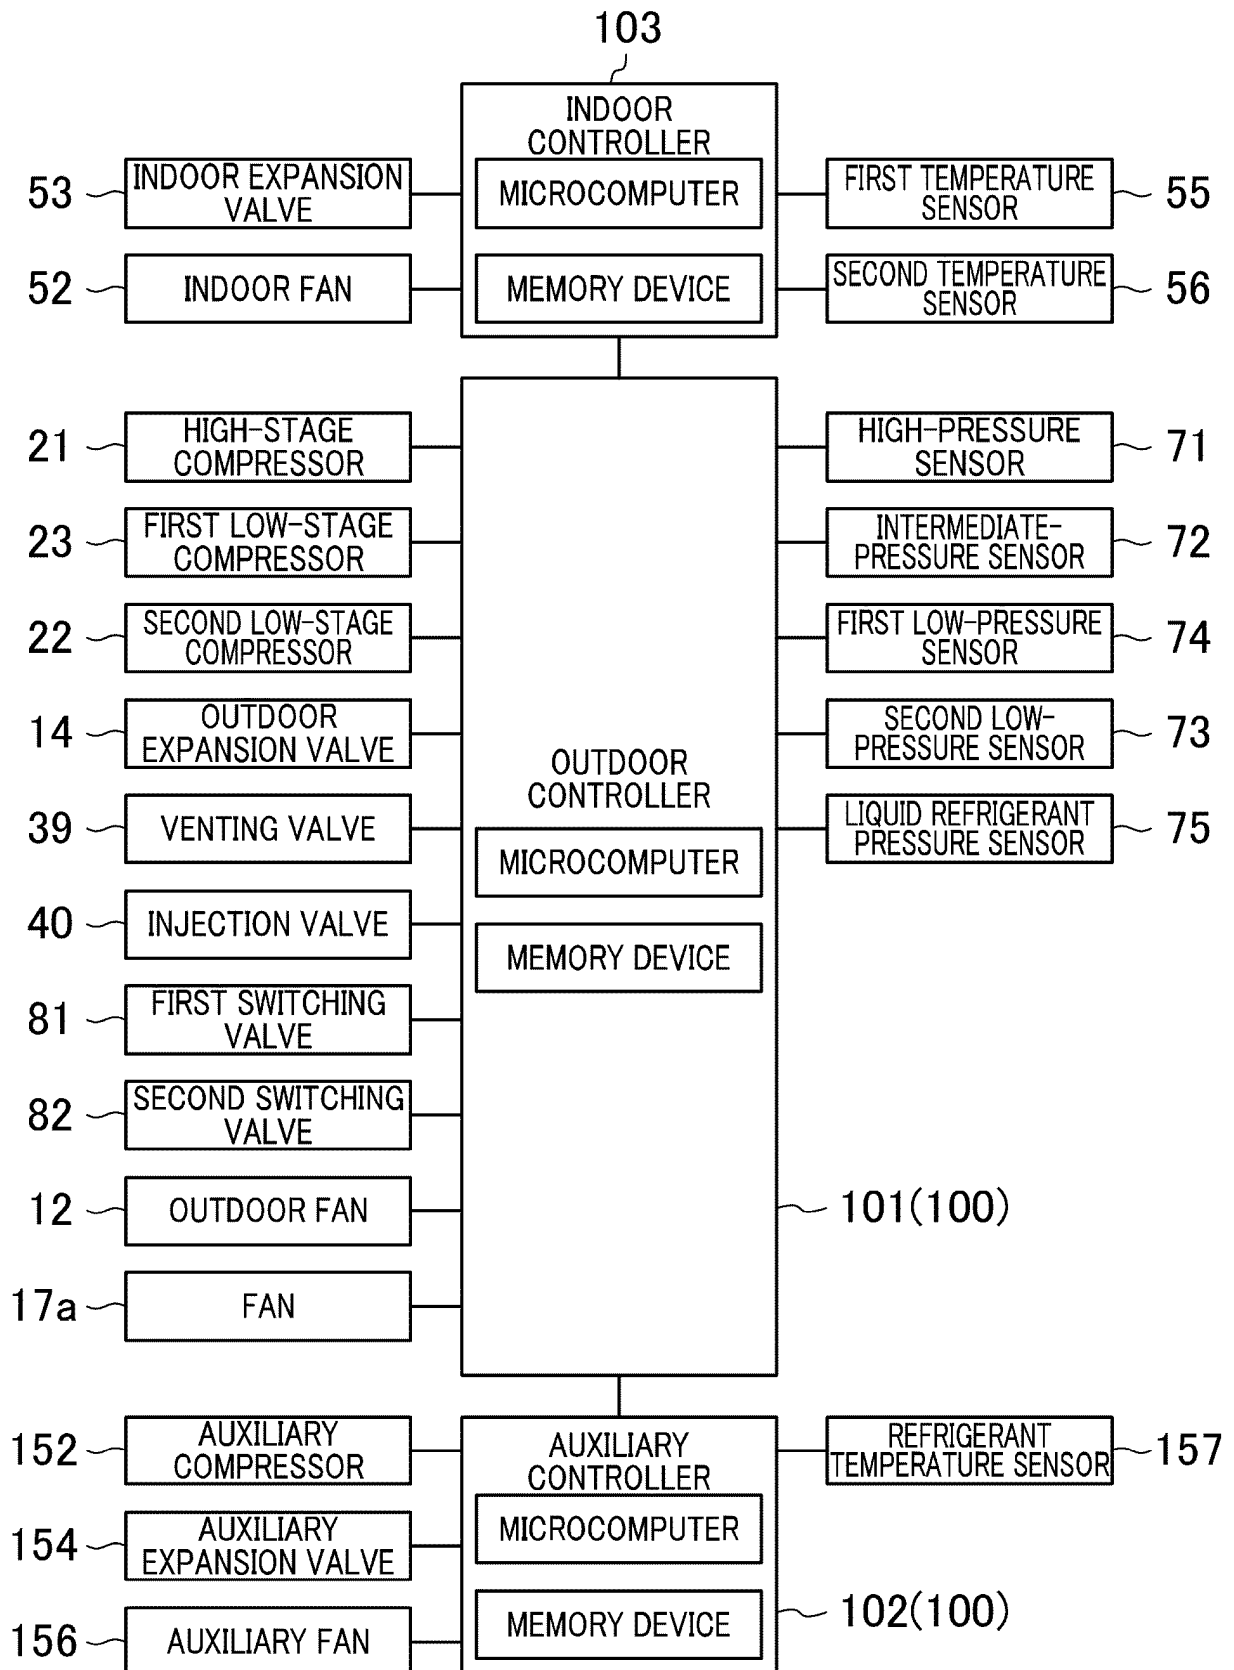 103
INDOOR
CONTROLLER
MICROCOMPUTER
MEMORY DEVICE
53
INDOOR EXPANSION
VALVE
52
INDOOR FAN
FIRST TEMPERATURE
SENSOR
55
SECOND TEMPERATURE
SENSOR
56
21
HIGH-STAGE
COMPRESSOR
23
FIRST LOW-STAGE
COMPRESSOR
22
SECOND LOW-STAGE
COMPRESSOR
14
OUTDOOR
EXPANSION VALVE
39
VENTING VALVE
40
INJECTION VALVE
81
FIRST SWITCHING
VALVE
82
SECOND SWITCHING
VALVE
12
OUTDOOR FAN
17a
FAN
OUTDOOR
CONTROLLER
MICROCOMPUTER
MEMORY DEVICE
HIGH-PRESSURE
SENSOR
71
INTERMEDIATE-
PRESSURE SENSOR
72
FIRST LOW-PRESSURE
SENSOR
74
SECOND LOW-
PRESSURE SENSOR
73
LIQUID REFRIGERANT
PRESSURE SENSOR
75
101(100)
152
AUXILIARY
COMPRESSOR
154
AUXILIARY
EXPANSION VALVE
156
AUXILIARY FAN
AUXILIARY
CONTROLLER
MICROCOMPUTER
MEMORY DEVICE
REFRIGERANT
TEMPERATURE SENSOR
157
102(100)